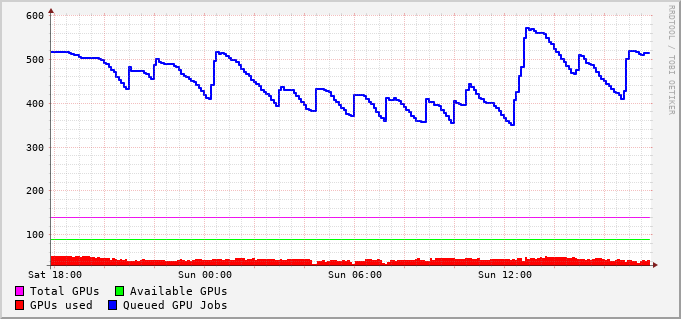 600
500
400
300
200
100
Sat 18:00 Sun 00:00 Sun 06:00 Sun 12:00
Total GPUs Available GPUs
GPUs used Queued GPU Jobs
RRDTOOL / TOBI OETIKER